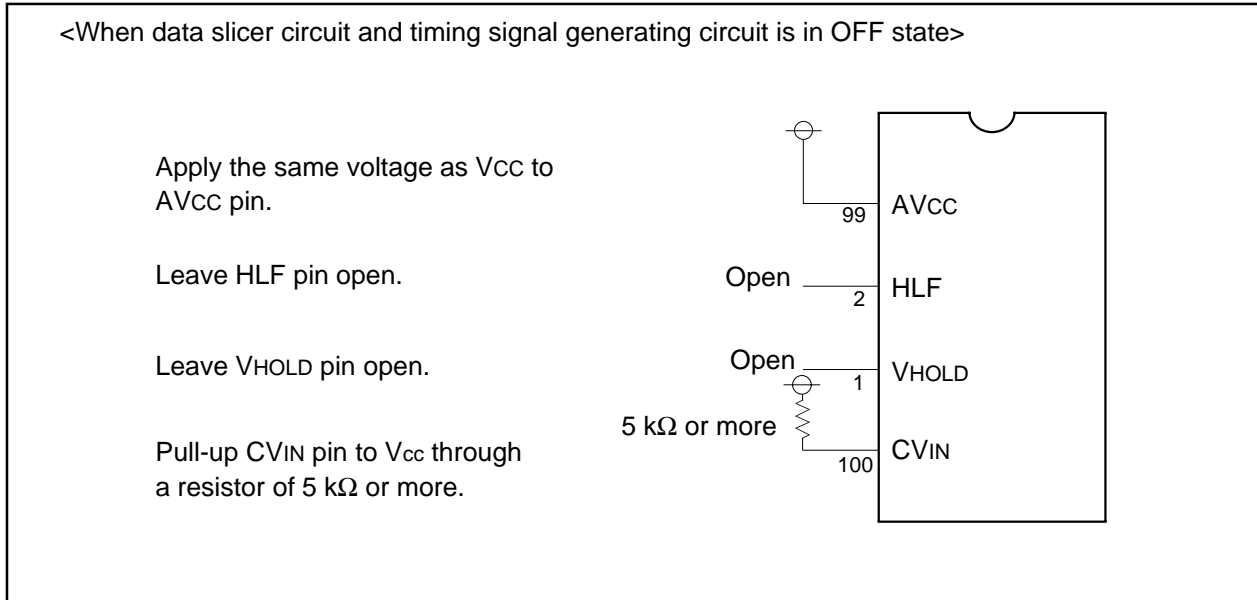 <When data slicer circuit and timing signal generating circuit is in OFF state>
Apply the same voltage as VCC to
AVCC pin.
Leave HLF pin open.
Leave VHOLD pin open.
Pull-up CVIN pin to Vcc through
a resistor of 5 kΩ or more.
99 AVCC
Open 2 HLF
Open 1 VHOLD
5 kΩ or more 100 CVIN